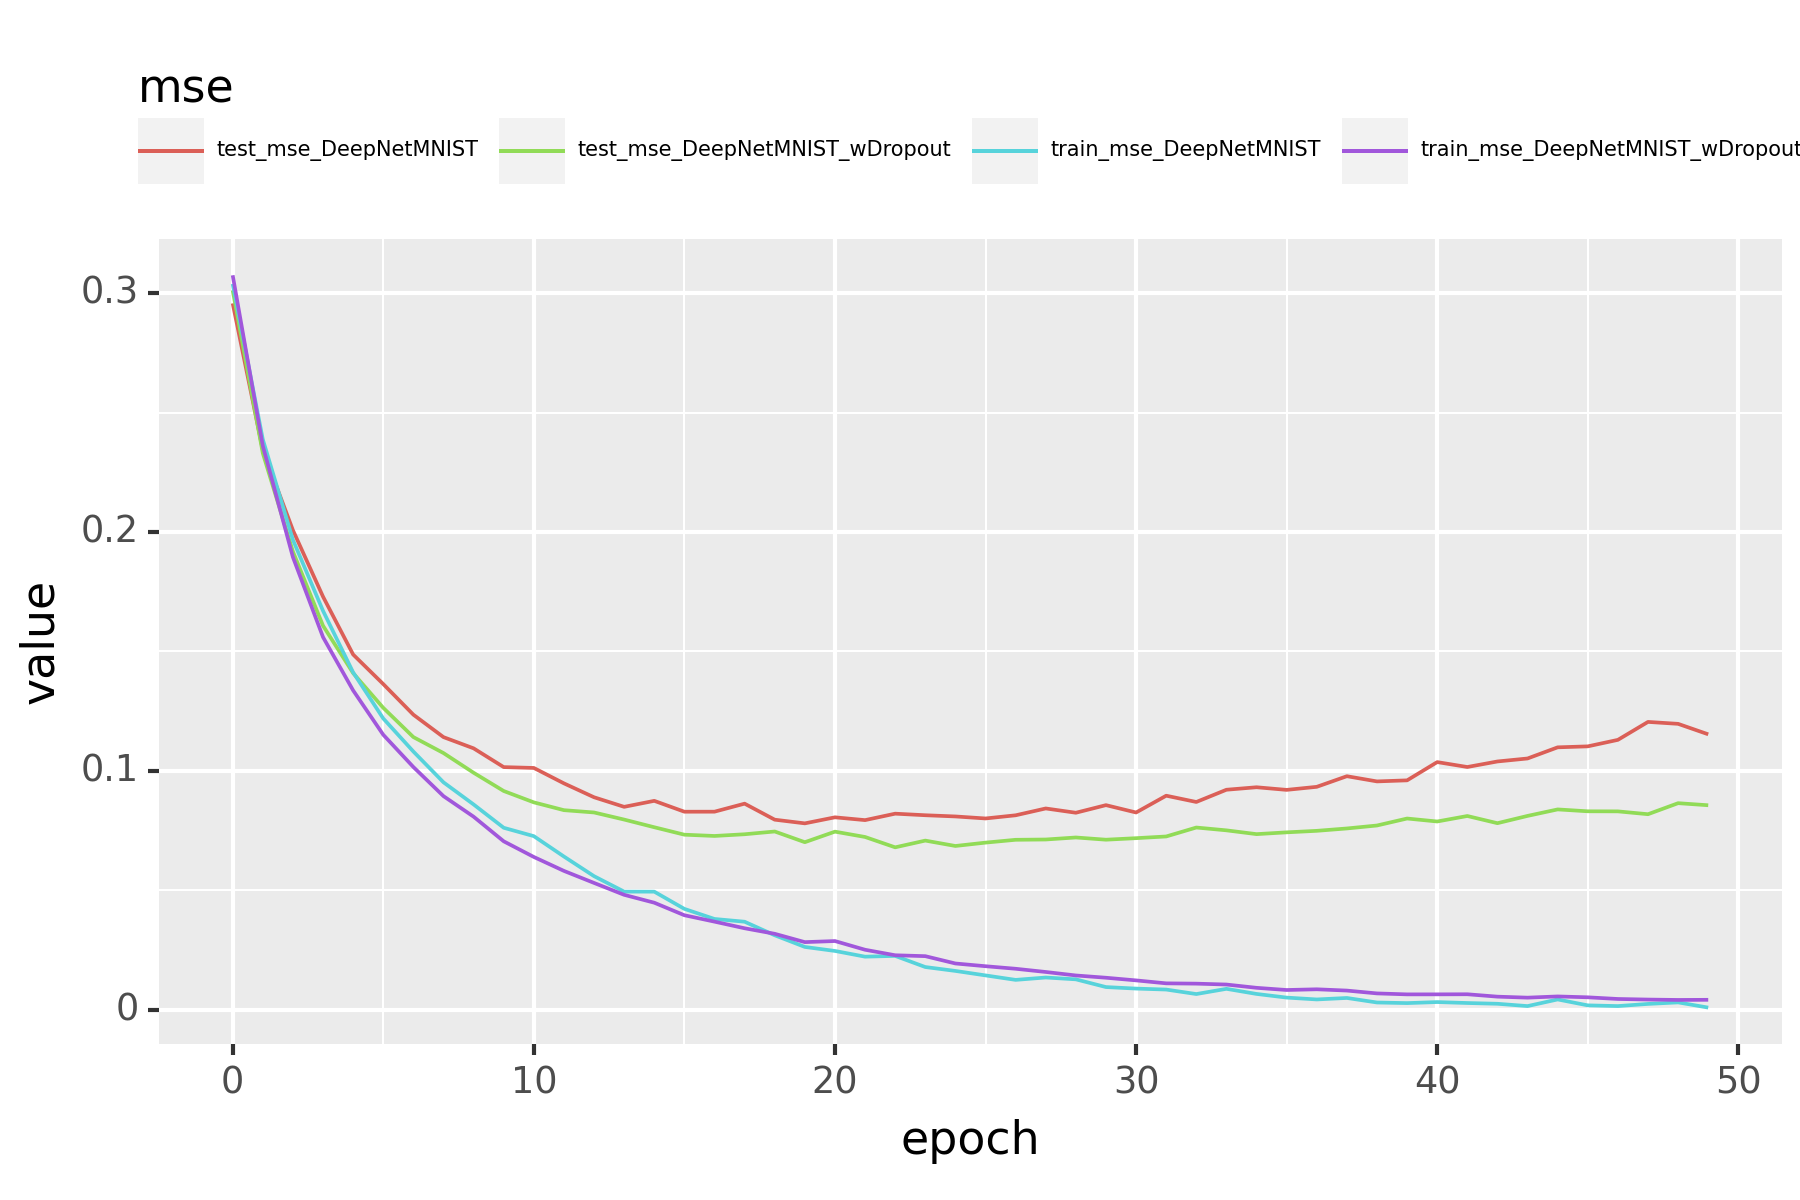 mse
test_mse_DeepNetMNIST test_mse_DeepNetMNIST_wDropout train_mse_DeepNetMNIST train_mse_DeepNetMNIST_wDropout
0.3
0.2
0.1
0
value
0 10 20 30 40 50
epoch